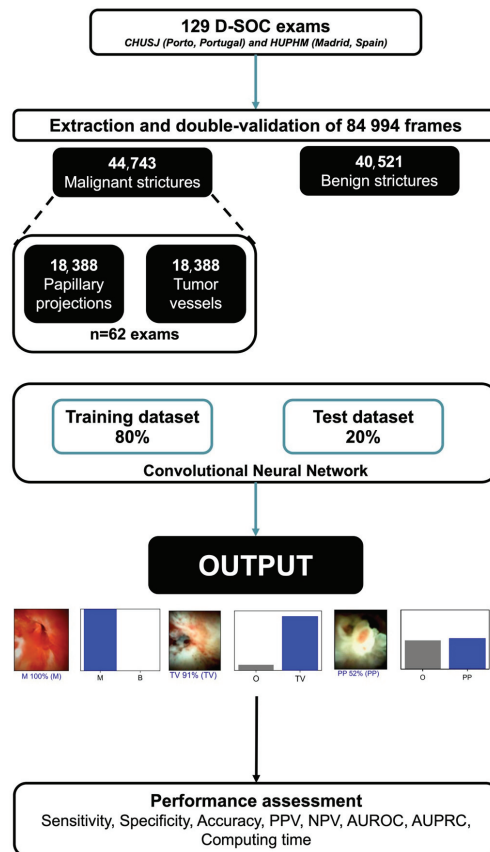 129 D-SOC exams
CHUSJ (Porto, Portugal) and HUPHM (Madrid, Spain)
Extraction and double-validation of 84 994 frames
44,743
Malignant strictures
40,521
Benign strictures
18,388
Papillary
projections
18,388
Tumor
vessels
n=62 exams
Training dataset
80%
Test dataset
20%
Convolutional Neural Network
OUTPUT
M 100% (M)
M B
TV 91% (TV)
O TV
PP 52% (PP)
O PP
Performance assessment
Sensitivity, Specificity, Accuracy, PPV, NPV, AUROC, AUPRC,
Computing time